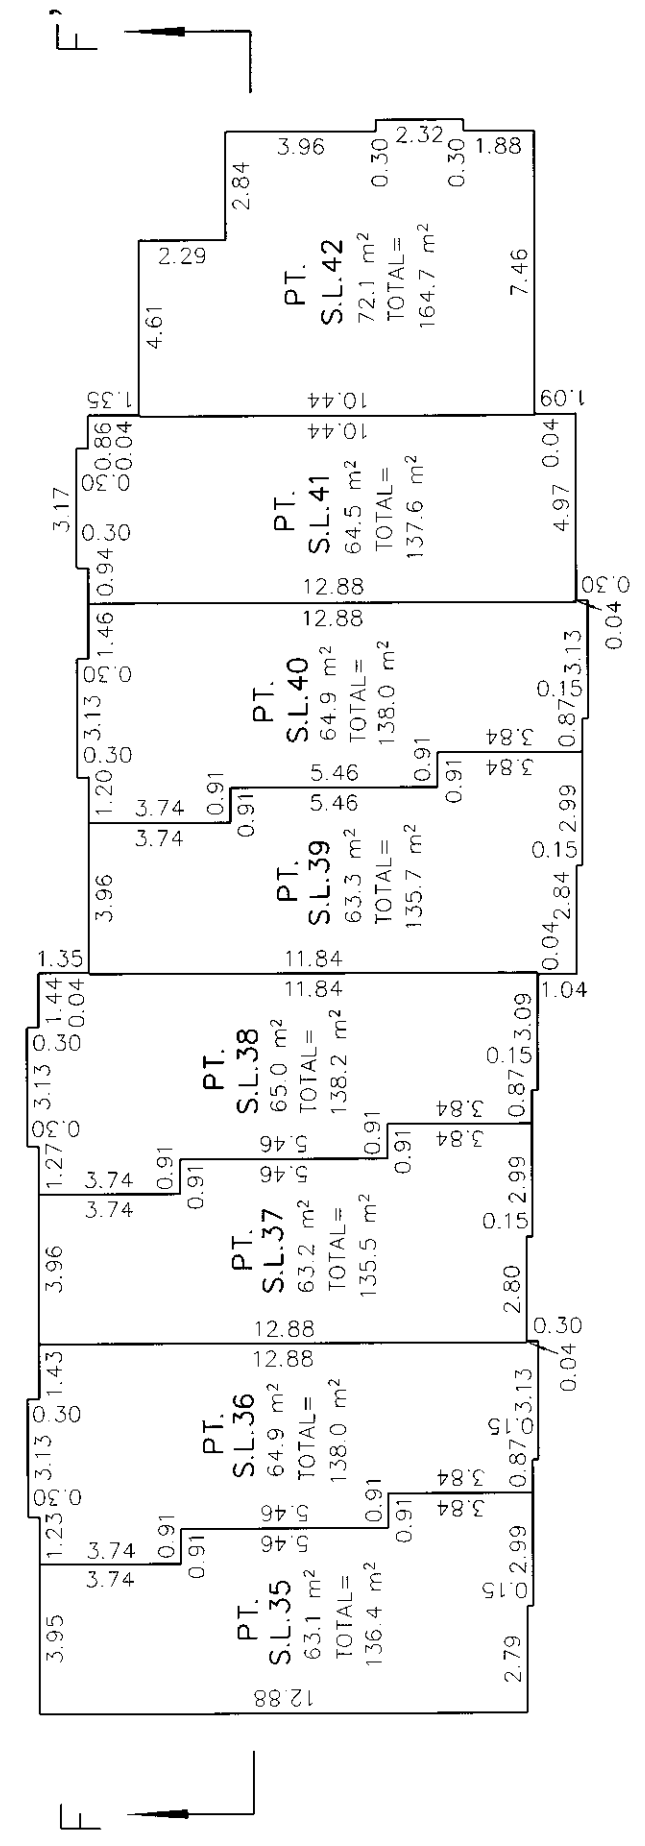 F'
3.96
0.30
2.32
0.30
1.88
2.84
2.29
4.61
7.46
PT.
S.L.42
72.1 m²
TOTAL=
164.7 m²
1.35
10.44
1.09
10.44
0.86
0.04
0.30
3.17
0.30
0.94
0.04
4.97
PT.
S.L.41
64.5 m²
TOTAL=
137.6 m²
12.88
0.30
0.04
12.88
1.46
0.30
3.13
0.30
1.20
3.13
0.15
0.87
PT.
S.L.40
64.9 m²
TOTAL=
138.0 m²
3.84
0.91
5.46
0.91
3.74
3.84
0.91
5.46
0.91
3.74
3.96
2.99
0.15
2.84
0.04
PT.
S.L.39
63.3 m²
TOTAL=
135.7 m²
1.35
11.84
1.04
11.84
1.44
0.04
0.30
3.13
0.30
1.27
3.09
0.15
0.87
PT.
S.L.38
65.0 m²
TOTAL=
138.2 m²
3.84
0.91
5.46
0.91
3.74
3.84
0.91
5.46
0.91
3.74
3.96
2.99
0.15
2.80
PT.
S.L.37
63.2 m²
TOTAL=
135.5 m²
12.88
0.30
0.04
12.88
1.43
0.30
3.13
0.30
1.23
3.13
0.15
0.87
PT.
S.L.36
64.9 m²
TOTAL=
138.0 m²
3.84
0.91
5.46
0.91
3.74
3.84
0.91
5.46
0.91
3.74
3.95
2.99
0.15
2.79
PT.
S.L.35
63.1 m²
TOTAL=
136.4 m²
12.88
F